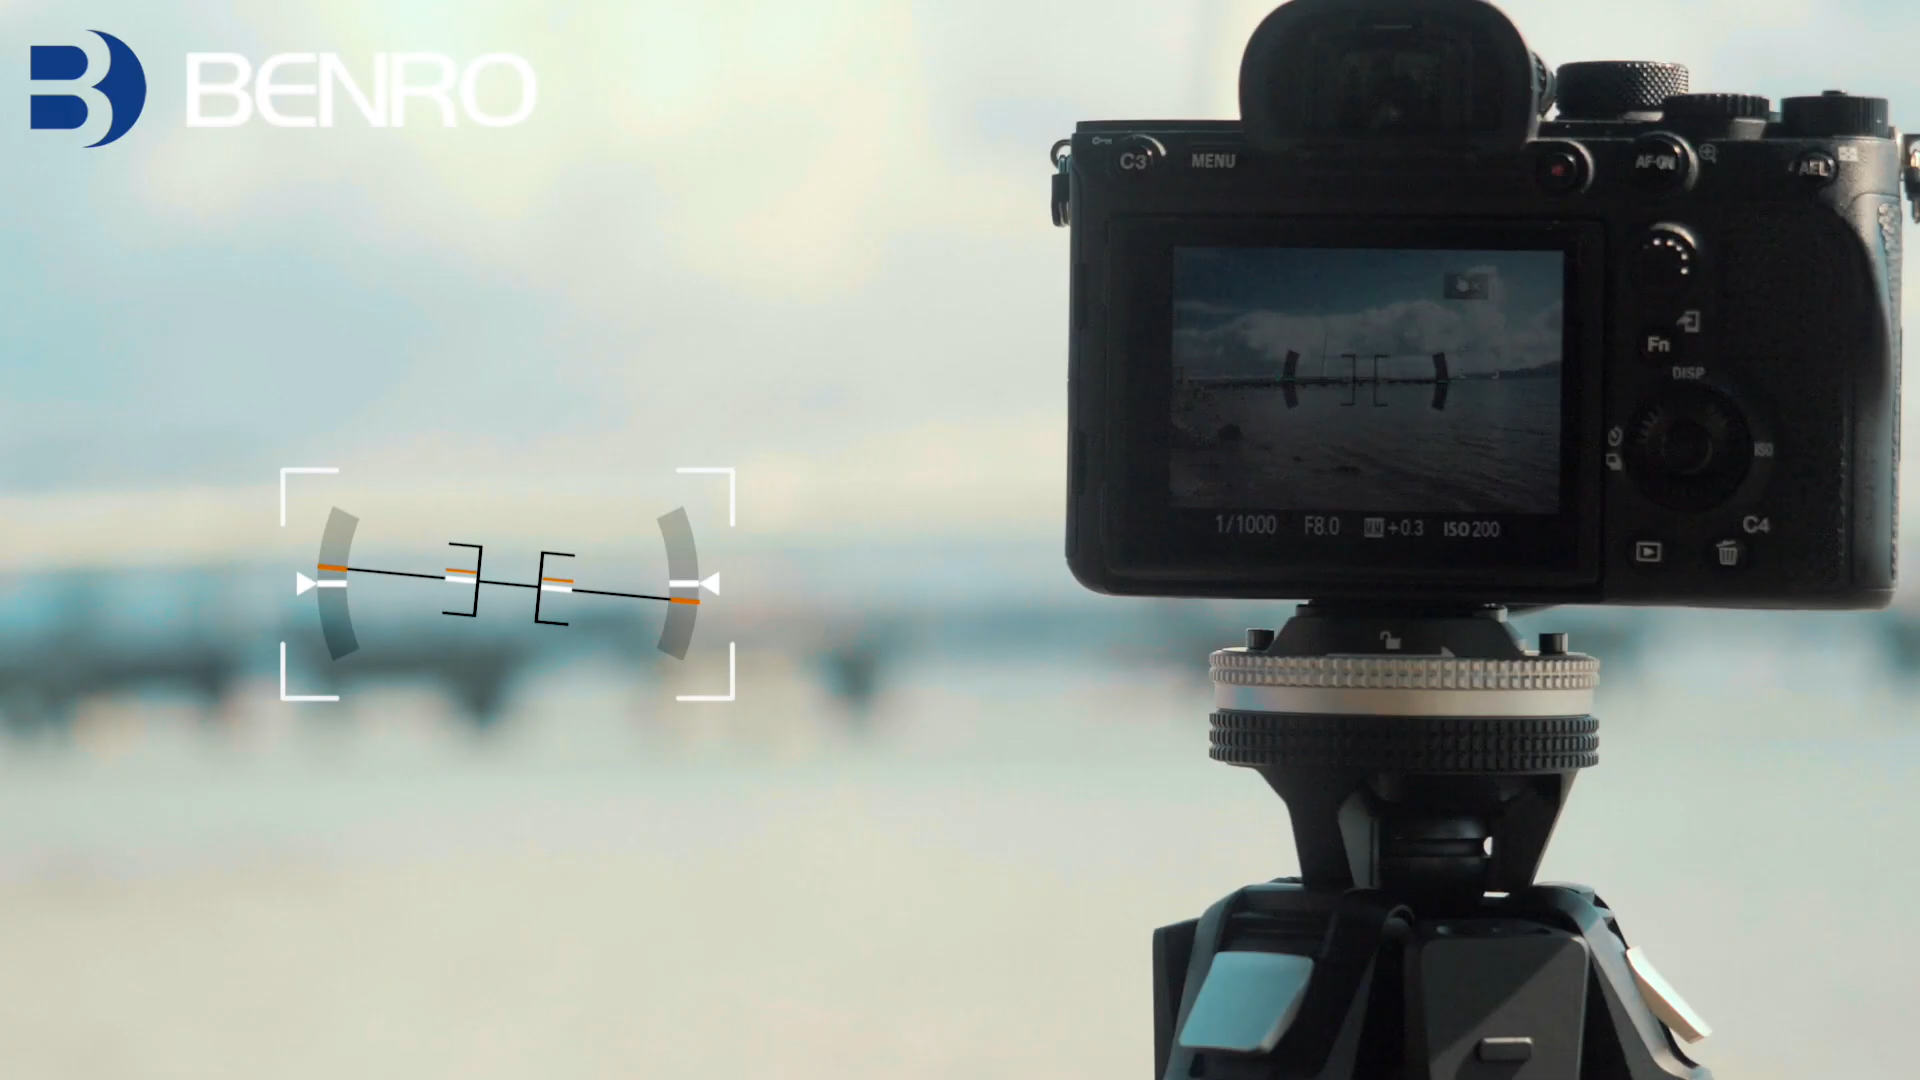 BENRO
C3 MENU AF-ON AEL
Fn
DISP
ISO
1/1000 F8.0 +0.3 ISO 200
C4